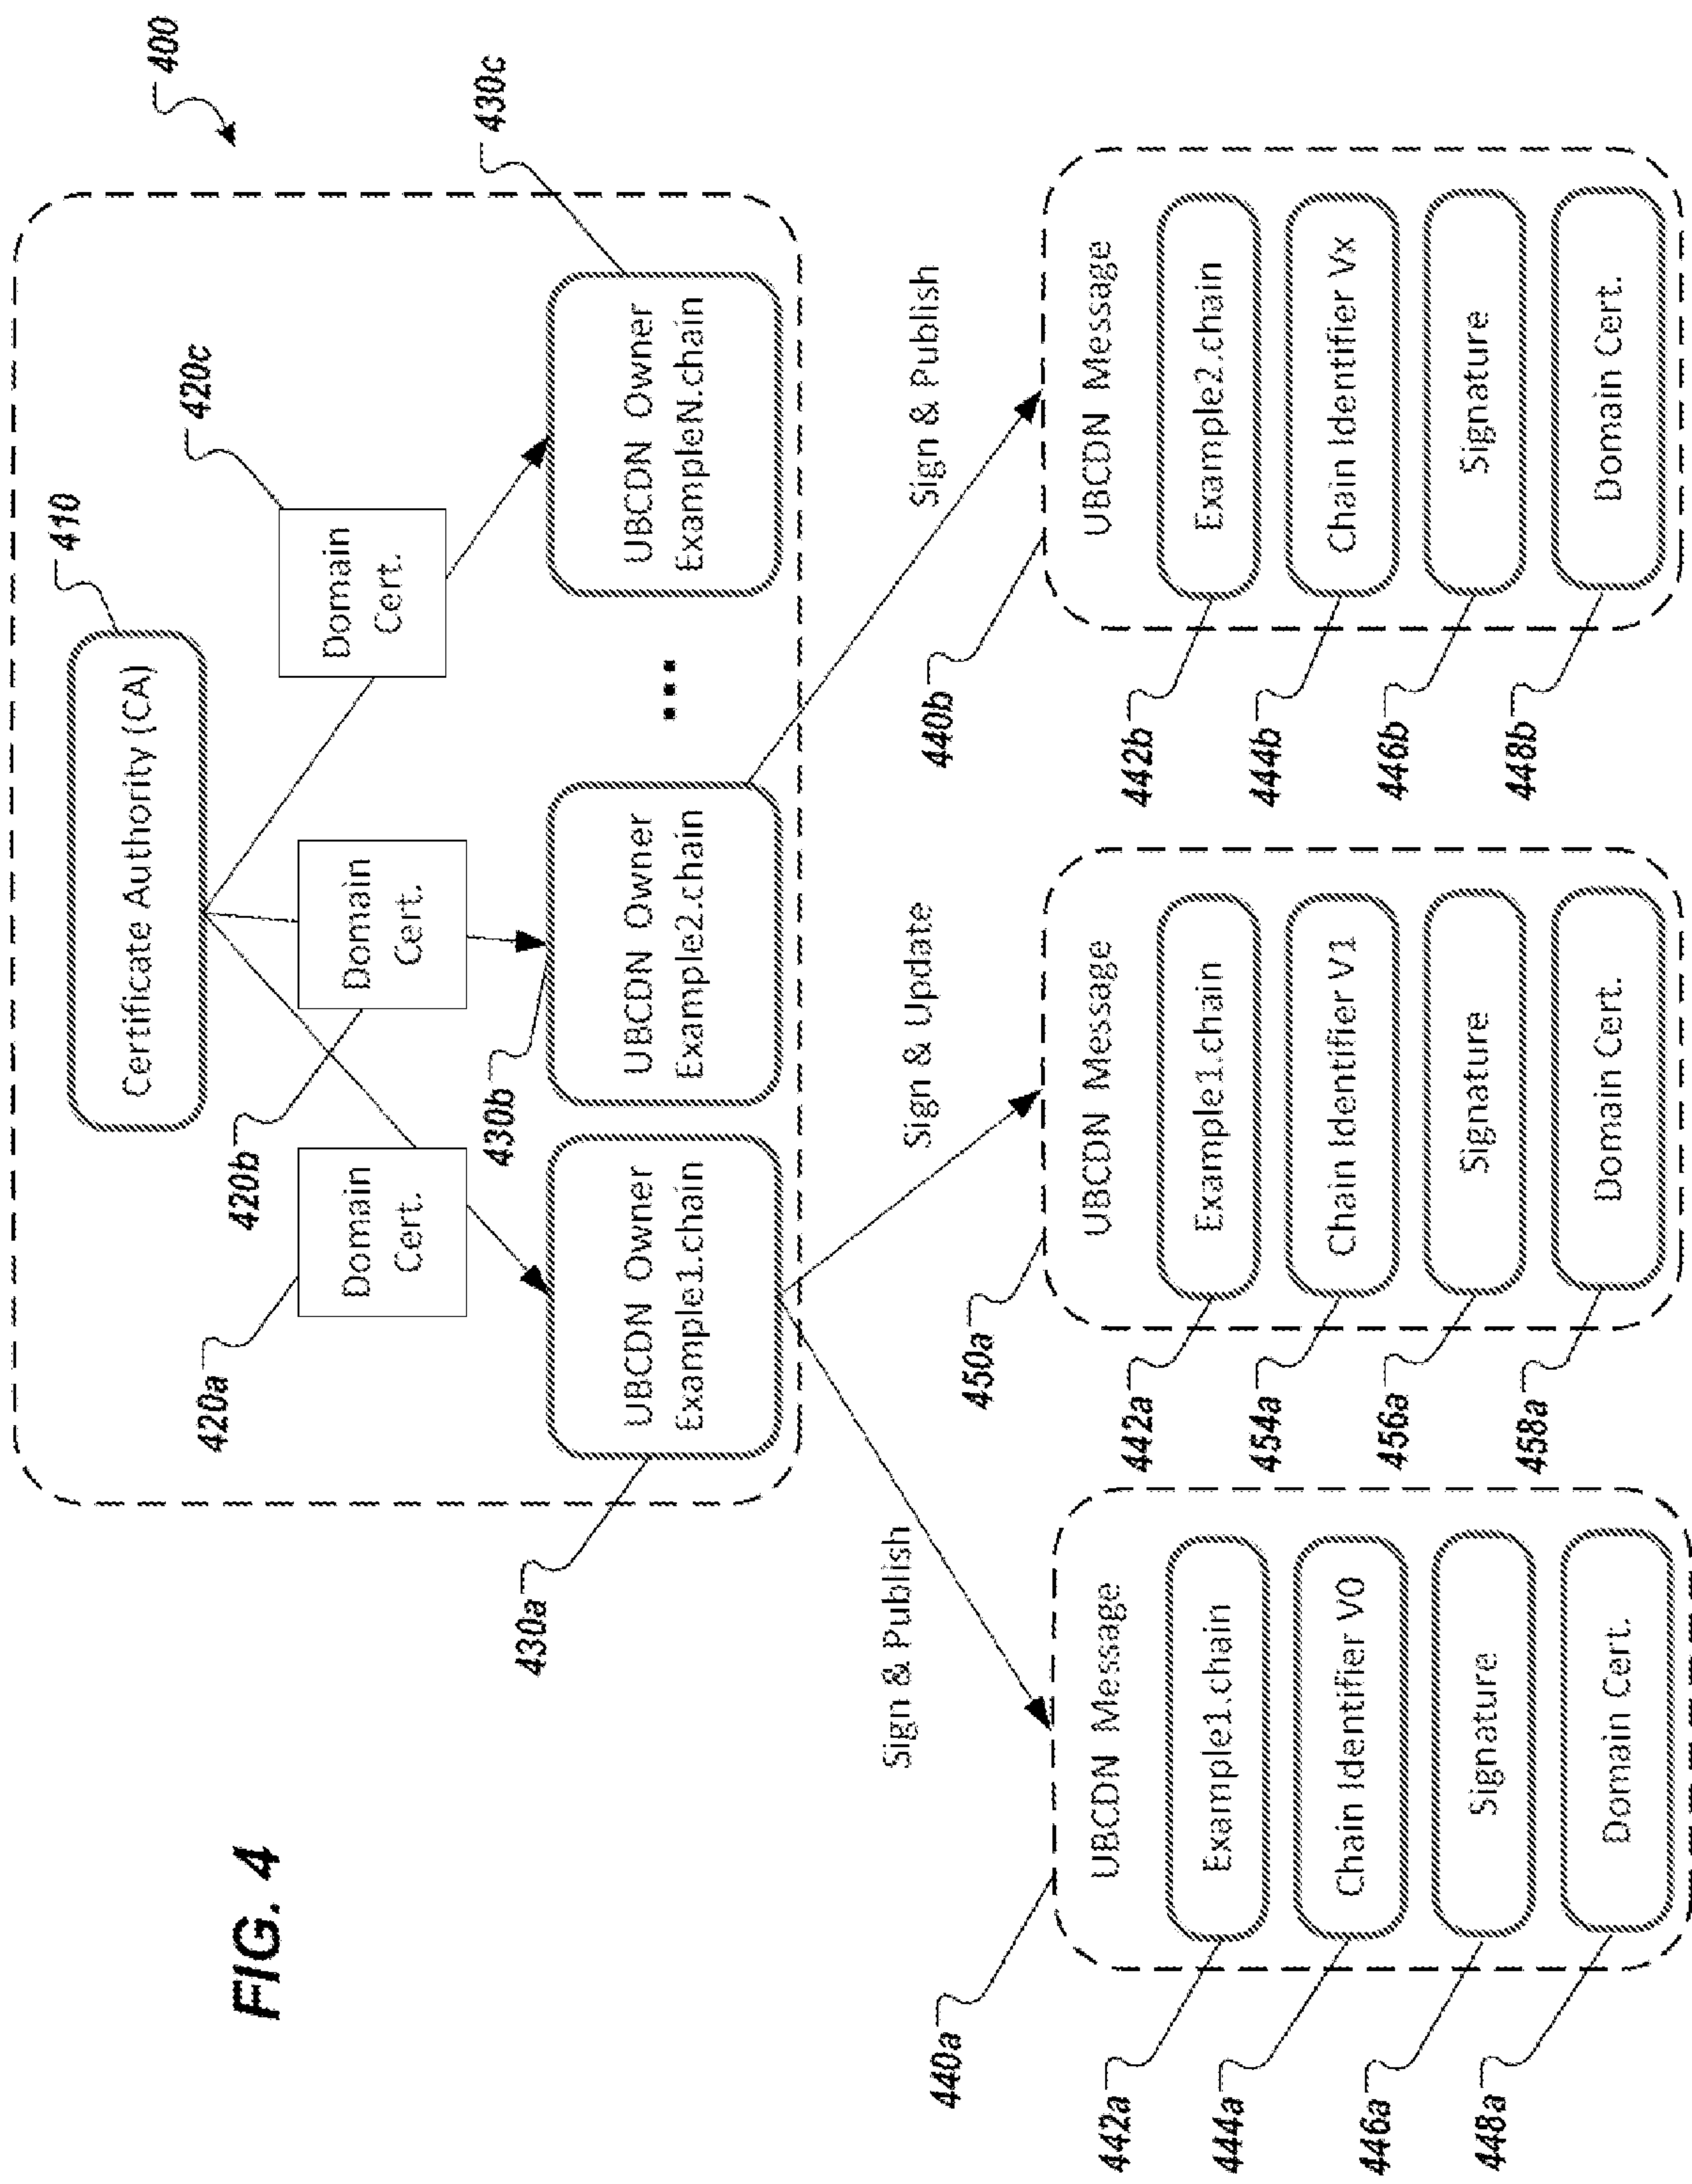 FIG. 4
400
410
Certificate Authority (CA)
420a
Domain
Cert.
420b
Domain
Cert.
420c
Domain
Cert.
430a
UBCDN Owner
Example1.chain
430b
UBCDN Owner
Example2.chain
...
430c
UBCDN Owner
ExampleN.chain
Sign & Publish
Sign & Update
Sign & Publish
440a
UBCDN Message
442a
Example1.chain
444a
Chain Identifier V0
446a
Signature
448a
Domain Cert.
450a
UBCDN Message
442a
Example1.chain
454a
Chain Identifier V1
456a
Signature
458a
Domain Cert.
440b
UBCDN Message
442b
Example2.chain
444b
Chain Identifier Vx
446b
Signature
448b
Domain Cert.